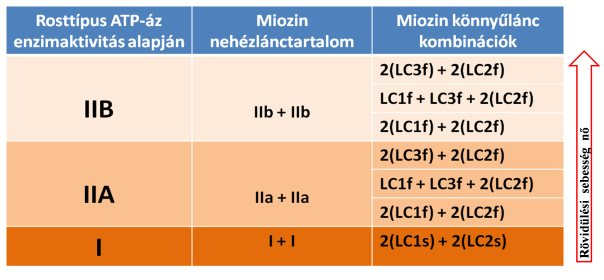 Rosttípus ATP-áz
enzimaktivitás alapján
Miozin
nehézlánctartalom
Miozin könnyűlánc
kombinációk
IIB
IIb + IIb
2(LC3f) + 2(LC2f)
LC1f + LC3f + 2(LC2f)
2(LC1f) + 2(LC2f)
IIA
IIa + IIa
2(LC3f) + 2(LC2f)
LC1f + LC3f + 2(LC2f)
2(LC1f) + 2(LC2f)
I
I + I
2(LC1s) + 2(LC2s)
Rövidülési sebesség nő